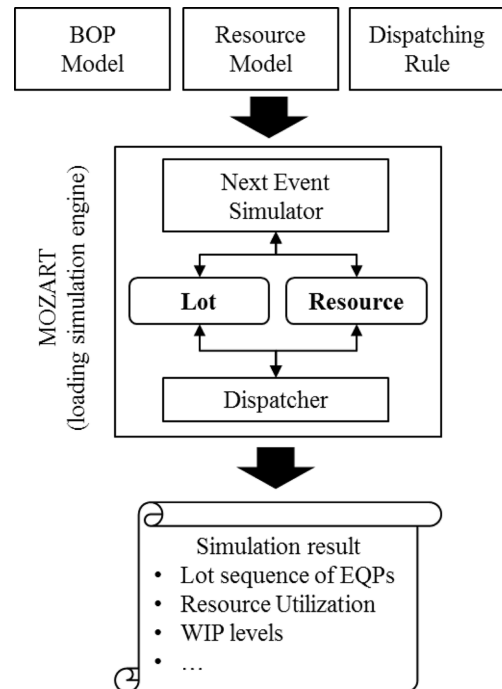 BOP
Model
Resource
Model
Dispatching
Rule
MOZART
(loading simulation engine)
Next Event
Simulator
Lot
Resource
Dispatcher
Simulation result
• Lot sequence of EQPs
• Resource Utilization
• WIP levels
• …